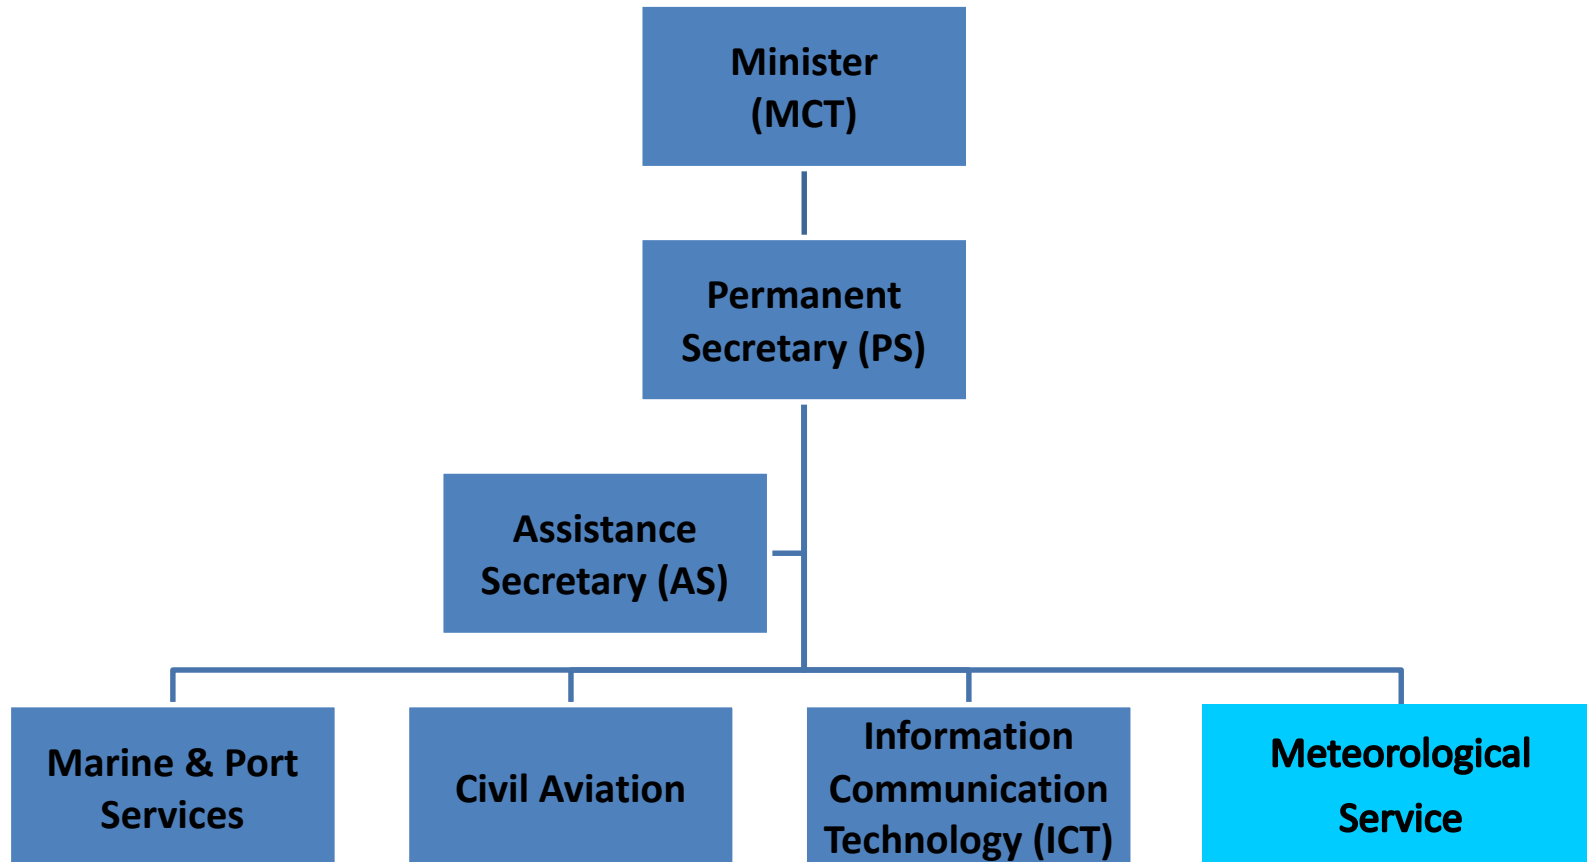 Minister
(MCT)
Permanent
Secretary (PS)
Assistance
Secretary (AS)
Marine & Port
Services
Civil Aviation
Information
Communication
Technology (ICT)
Meteorological
Service